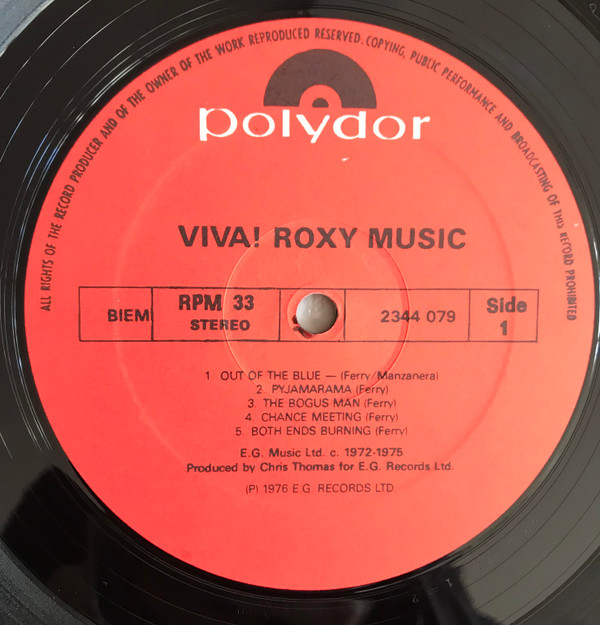 ALL RIGHTS OF THE RECORD PRODUCER AND OF THE OWNER OF THE WORK REPRODUCED RESERVED. COPYING, PUBLIC PERFORMANCE AND BROADCASTING OF THIS RECORD PROHIBITED
polydor
VIVA! ROXY MUSIC
BIEM RPM 33 STEREO 2344 079 Side 1
1 OUT OF THE BLUE — (Ferry/Manzanera)
2. PYJAMARAMA (Ferry)
3. THE BOGUS MAN (Ferry)
4. CHANCE MEETING (Ferry)
5. BOTH ENDS BURNING (Ferry)
E.G. Music Ltd. c. 1972-1975
Produced by Chris Thomas for E.G. Records Ltd.
(P) 1976 E G RECORDS LTD